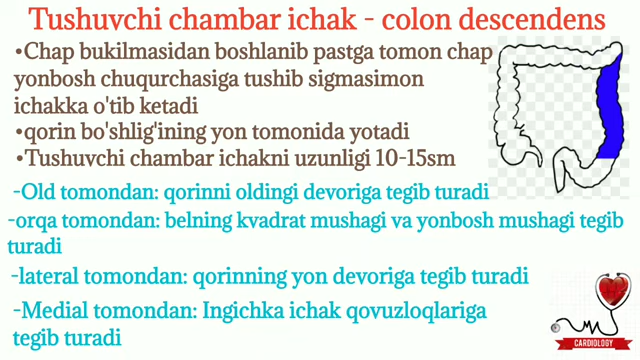 Tushuvchi chambar ichak - colon descendens
•Chap bukilmasidan boshlanib pastga tomon chap
yonbosh chuqurchasiga tushib sigmasimon
ichakka o'tib ketadi
•qorin bo'shlig'ining yon tomonida yotadi
•Tushuvchi chambar ichakni uzunligi 10-15sm
-Old tomondan: qorinni oldingi devoriga tegib turadi
-orqa tomondan: belning kvadrat mushagi va yonbosh mushagi tegib
turadi
-lateral tomondan: qorinning yon devoriga tegib turadi
-Medial tomondan: Ingichka ichak qovuzloqlariga
tegib turadi
CARDIOLOGY